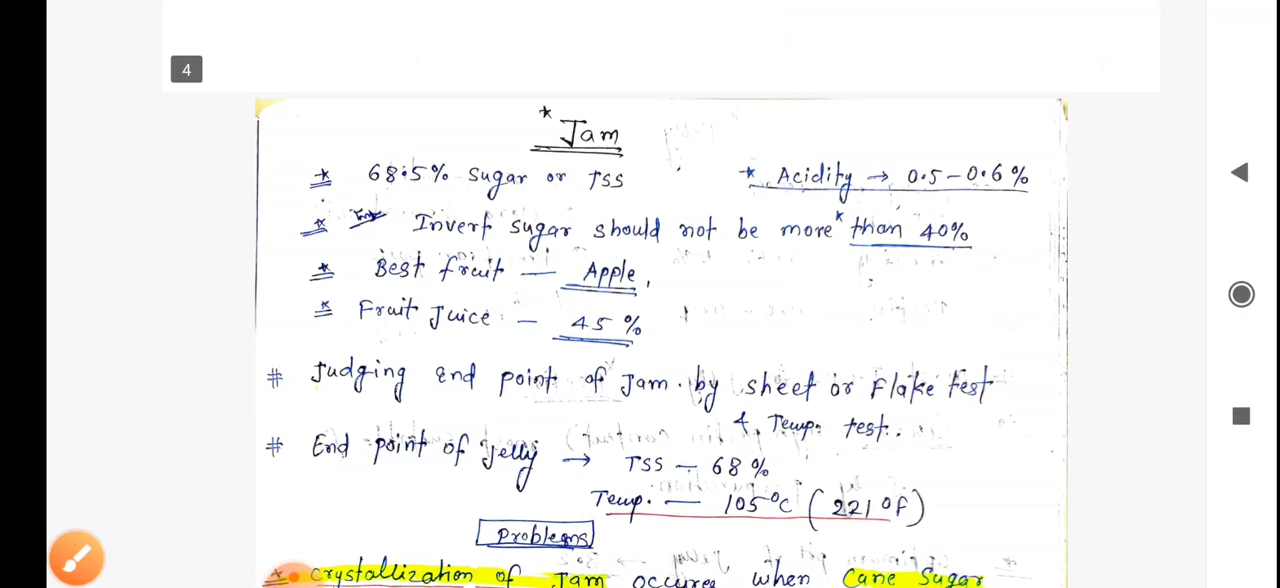 4
* Jam
* 68.5% Sugar or TSS * Acidity → 0.5-0.6%
* Imp Invert Sugar should not be more * than 40%
* Best fruit — Apple,
* Fruit Juice - 45%
# Judging end point of Jam. by sheet or Flake test
& Temp. test.
# End point of Jelly → TSS - 68%
Temp. — 105°C (221°F)
Problems
* crystallization of Jam occures when Cane Sugar